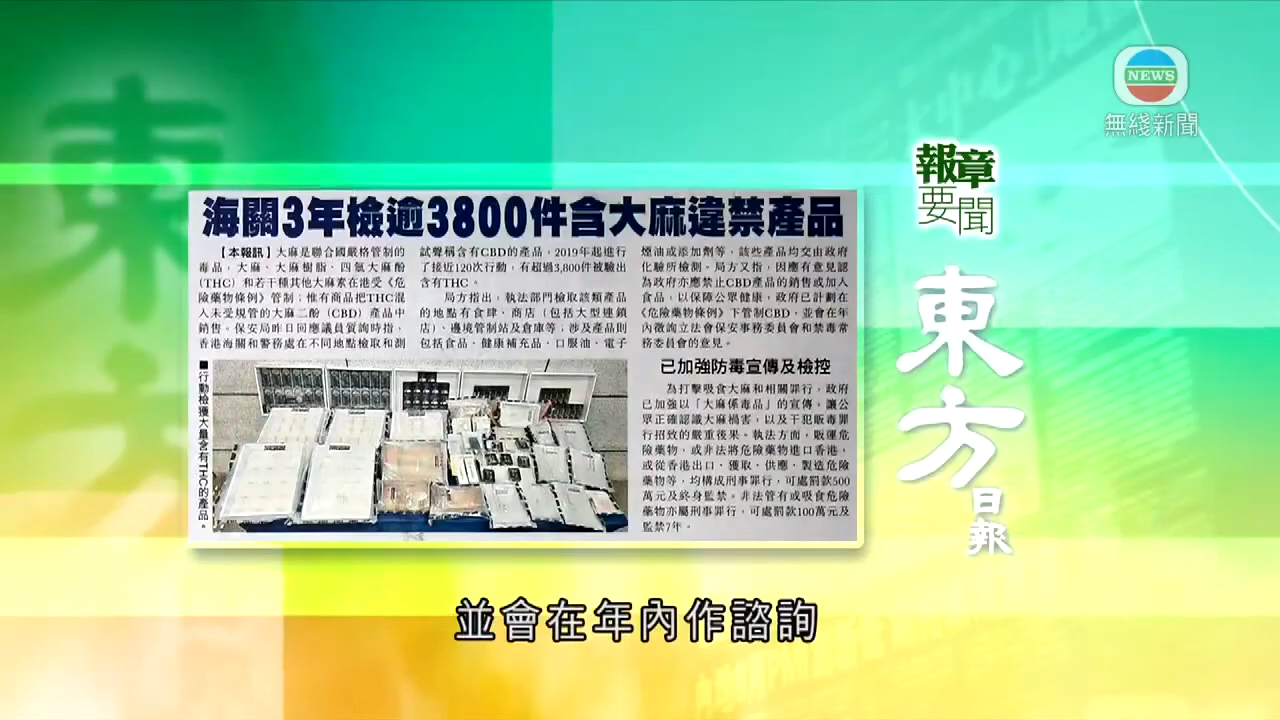 NEWS
無綫新聞
報章
要聞
東方日報
海關3年檢逾3800件含大麻違禁產品
【本報訊】大麻是聯合國嚴格管制的
毒品，大麻、大麻樹脂、四氫大麻酚
(THC）和若干種其他大麻素在港受《危
險藥物條例》管制；惟有商品把THC混
入未受規管的大麻二酚（CBD）產品中
銷售。保安局昨日回應議員質詢時指，
香港海關和警務處在不同地點檢取和測
試聲稱含有CBD的產品，2019年起進行
了接近120次行動，有超過3,800件被驗出
含有THC。
局方指出，執法部門檢取該類產品
的地點有食肆、商店（包括大型連鎖
店）、邊境管制站及倉庫等；涉及產品則
包括食品、健康補充品、口服油、電子
煙油或添加劑等，該些產品均交由政府
化驗所檢測。局方又指，因應有意見認
為政府亦應禁止CBD產品的銷售或加入
食品，以保障公眾健康，政府已計劃在
《危險藥物條例》下管制CBD，並會在年
內徵詢立法會保安事務委員會和禁毒常
務委員會的意見。
■行動檢獲大量含有THC的產品。
已加強防毒宣傳及檢控
為打擊吸食大麻和相關罪行，政府
已加強以「大麻係毒品」的宣傳，讓公
眾正確認識大麻禍害，以及干犯販毒罪
行招致的嚴重後果。執法方面，販運危
險藥物，或非法將危險藥物進口香港，
或從香港出口、獲取、供應、製造危險
藥物等，均構成刑事罪行，可處罰款500
萬元及終身監禁。非法管有或吸食危險
藥物亦屬刑事罪行，可處罰款100萬元及
監禁7年。
並會在年內作諮詢